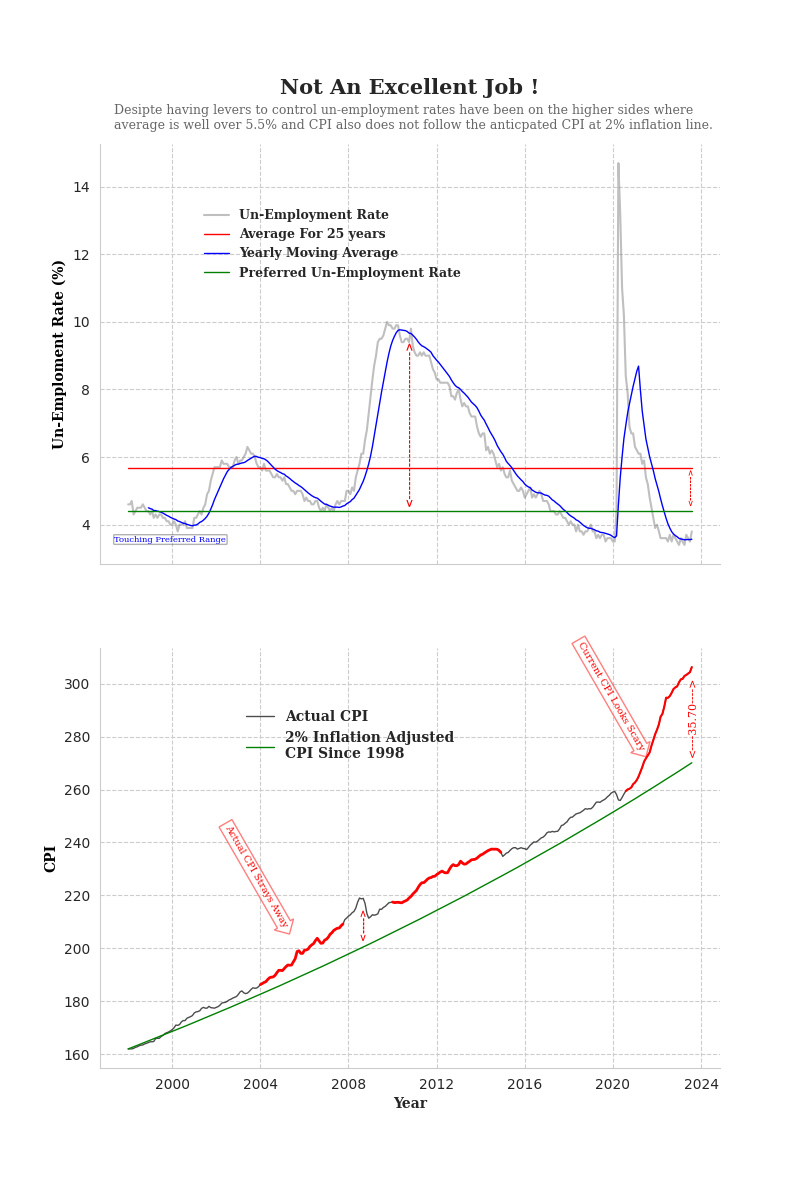 Not An Excellent Job !
Desipte having levers to control un-employment rates have been on the higher sides where
average is well over 5.5% and CPI also does not follow the anticpated CPI at 2% inflation line.
14
12
10
8
6
4
Un-Emploment Rate (%)
Un-Employment Rate
Average For 25 years
Yearly Moving Average
Preferred Un-Employment Rate
Touching Preferred Range
300
280
260
240
220
200
180
160
CPI
Actual CPI
2% Inflation Adjusted
CPI Since 1998
Actual CPI Strays Away
Current CPI Looks Scary
<----35.70---->
2000
2004
2008
2012
2016
2020
2024
Year